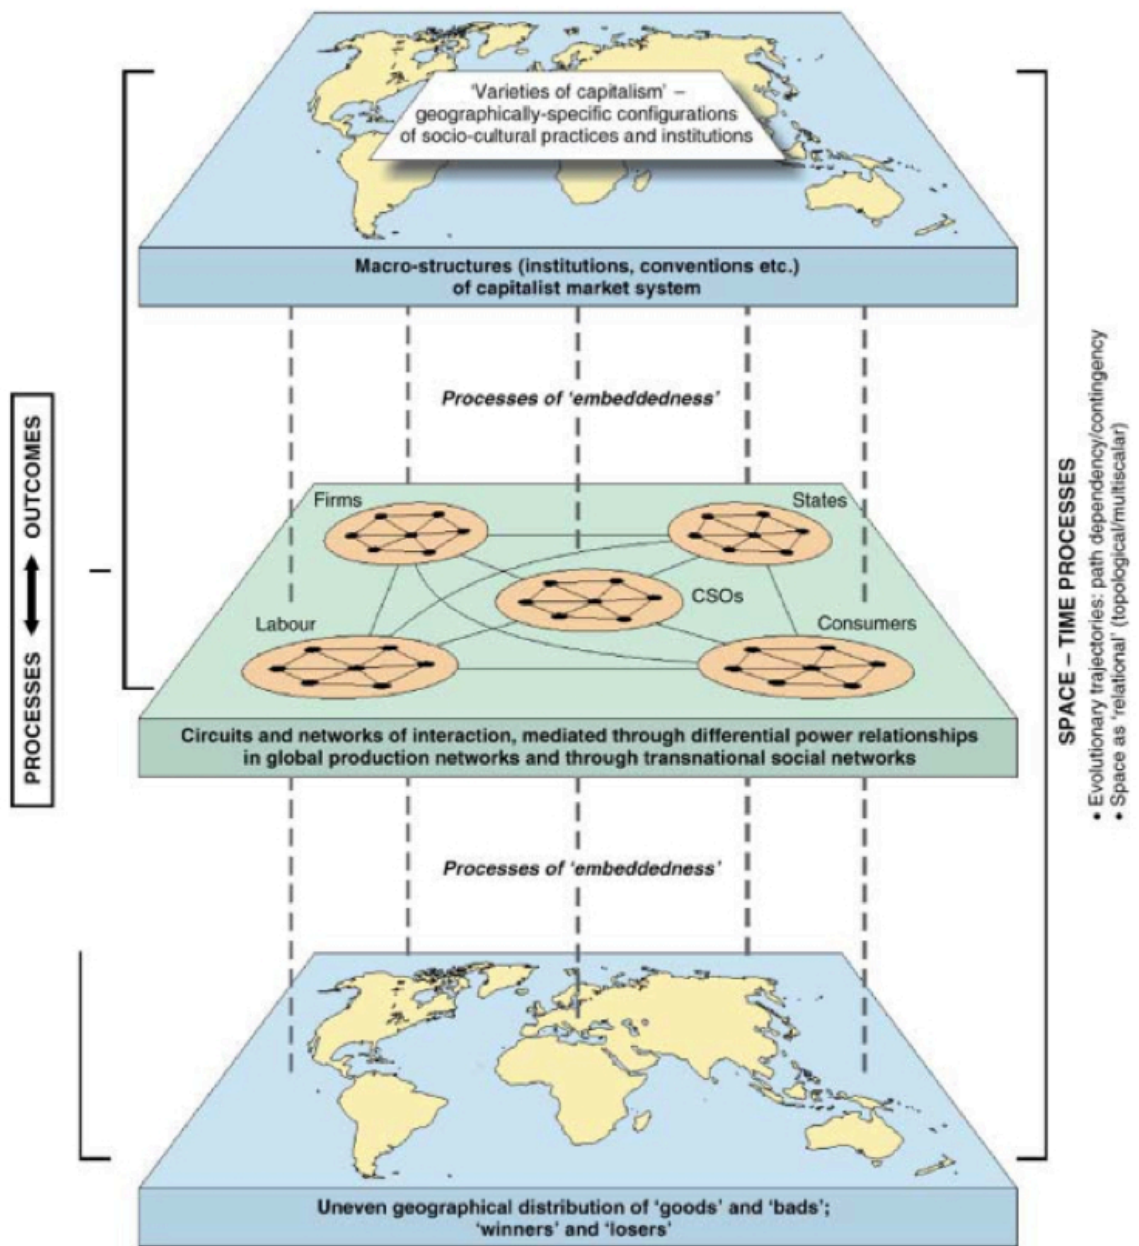 ‘Varieties of capitalism’ –
geographically-specific configurations
of socio-cultural practices and institutions
Macro-structures (institutions, conventions etc.)
of capitalist market system
Processes of ‘embeddedness’
Firms
States
CSOs
Labour
Consumers
Circuits and networks of interaction, mediated through differential power relationships
in global production networks and through transnational social networks
Processes of ‘embeddedness’
Uneven geographical distribution of ‘goods’ and ‘bads’;
‘winners’ and ‘losers’
PROCESSES OUTCOMES
SPACE – TIME PROCESSES
• Evolutionary trajectories: path dependency/contingency
• Space as ‘relational’ (topological/multiscalar)